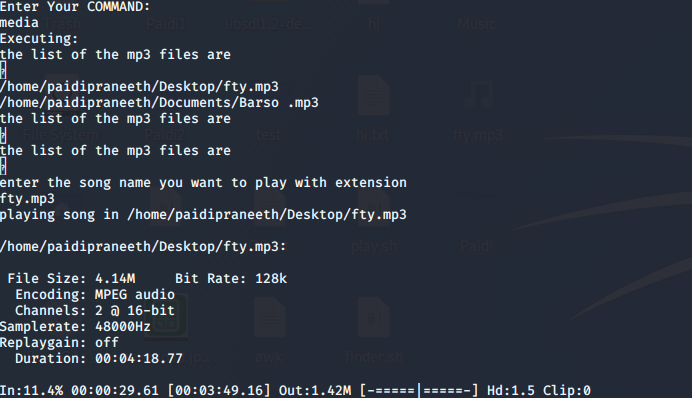 Enter Your COMMAND:
media
Executing:
the list of the mp3 files are
/home/paidipraneeth/Desktop/fty.mp3
/home/paidipraneeth/Documents/Barso .mp3
the list of the mp3 files are
the list of the mp3 files are
enter the song name you want to play with extension
fty.mp3
playing song in /home/paidipraneeth/Desktop/fty.mp3
/home/paidipraneeth/Desktop/fty.mp3:
File Size: 4.14M     Bit Rate: 128k
Encoding: MPEG audio
Channels: 2 @ 16-bit
Samplerate: 48000Hz
Replaygain: off
Duration: 00:04:18.77
In:11.4% 00:00:29.61 [00:03:49.16] Out:1.42M [-=====|=====-] Hd:1.5 Clip:0